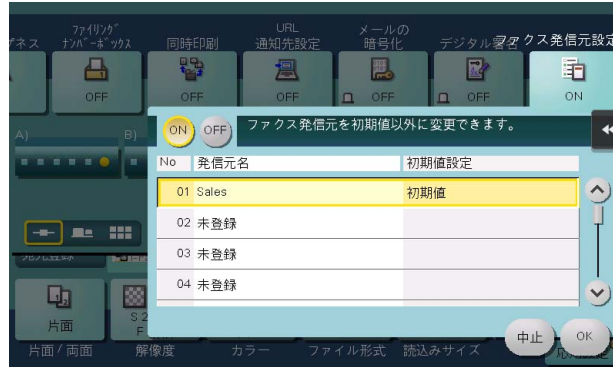 ファイリング
ナンバーボックス
同時印刷
URL
通知先設定
メールの
暗号化
デジタル署名
ファクス発信元設定
OFF
OFF
OFF
OFF
OFF
ON
A)
B)
ON
OFF
ファクス発信元を初期値以外に変更できます。
No
発信元名
初期値設定
01 Sales
初期値
02 未登録
03 未登録
04 未登録
片面
中止
OK
片面/両面
解像度
カラー
ファイル形式
読込みサイズ